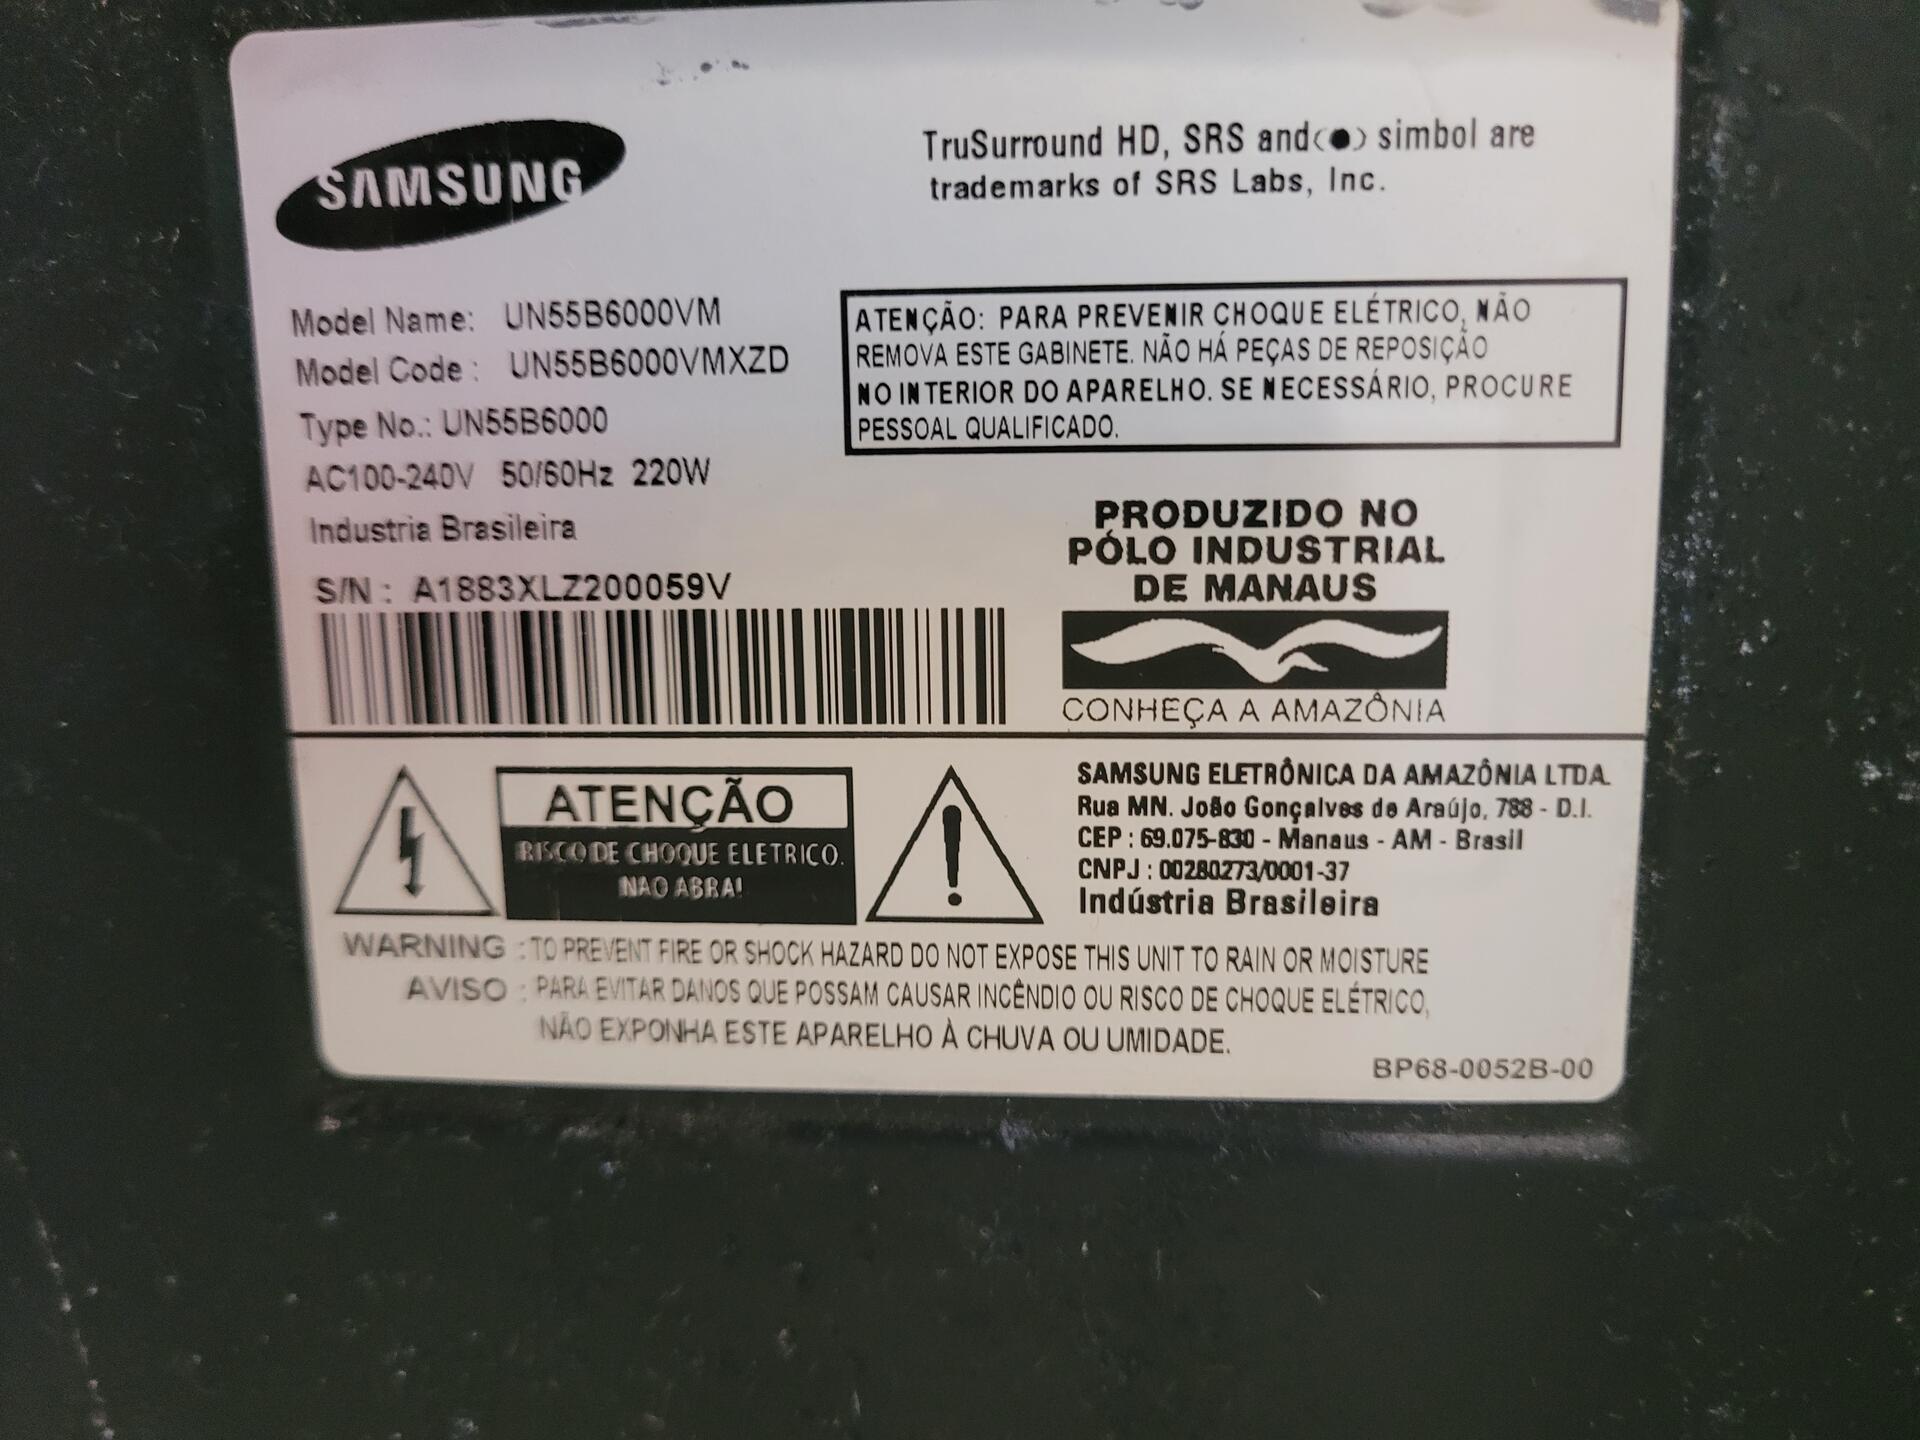 SAMSUNG
TruSurround HD, SRS and (●) simbol are
trademarks of SRS Labs, Inc.
Model Name: UN55B6000VM
Model Code : UN55B6000VMXZD
Type No.: UN55B6000
AC100-240V 50/60Hz 220W
Industria Brasileira
S/N : A1883XLZ200059V
ATENÇÃO: PARA PREVENIR CHOQUE ELÉTRICO, NÃO
REMOVA ESTE GABINETE. NÃO HÁ PEÇAS DE REPOSIÇÃO
NO INTERIOR DO APARELHO. SE NECESSÁRIO, PROCURE
PESSOAL QUALIFICADO.
PRODUZIDO NO
PÓLO INDUSTRIAL
DE MANAUS
CONHEÇA A AMAZÔNIA
ATENÇÃO
RISCO DE CHOQUE ELETRICO.
NAO ABRA!
SAMSUNG ELETRÔNICA DA AMAZÔNIA LTDA.
Rua MN. João Gonçalves de Araújo, 788 - D.I.
CEP : 69.075-830 - Manaus - AM - Brasil
CNPJ : 00280273/0001-37
Indústria Brasileira
WARNING : TO PREVENT FIRE OR SHOCK HAZARD DO NOT EXPOSE THIS UNIT TO RAIN OR MOISTURE
AVISO : PARA EVITAR DANOS QUE POSSAM CAUSAR INCÊNDIO OU RISCO DE CHOQUE ELÉTRICO,
NÃO EXPONHA ESTE APARELHO À CHUVA OU UMIDADE.
BP68-0052B-00